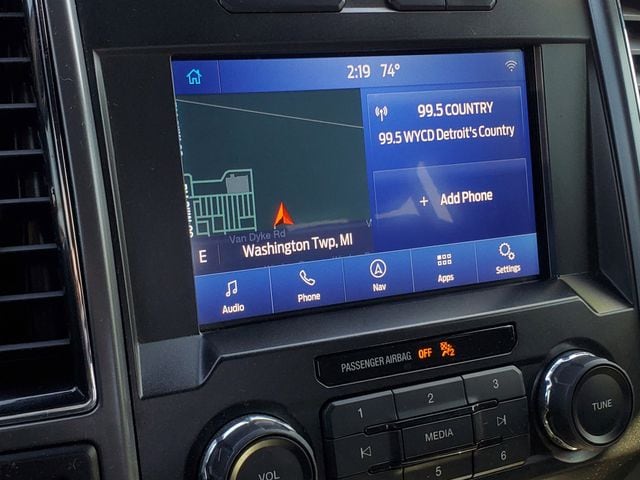 2:19 74°
99.5 COUNTRY
99.5 WYCD Detroit's Country
+ Add Phone
Van Dyke Rd
E Washington Twp, MI
Audio
Phone
Nav
Apps
Settings
PASSENGER AIRBAG OFF
1
2
3
MEDIA
5
6
VOL
TUNE